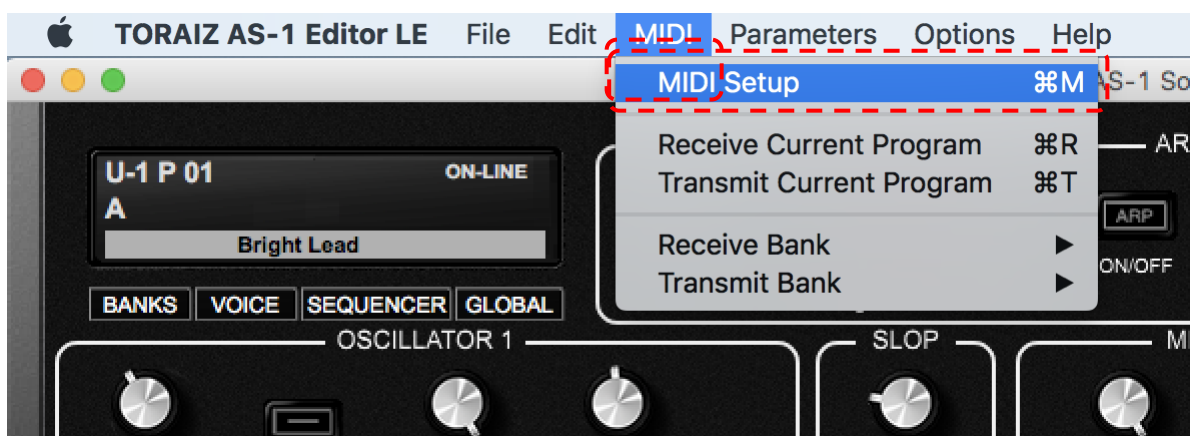 TORAIZ AS-1 Editor LE File Edit MIDI Parameters Options Help
MIDI Setup ⌘M
AS-1 So
Receive Current Program ⌘R
Transmit Current Program ⌘T
Receive Bank ▶
Transmit Bank ▶
U-1 P 01 ON-LINE
A
Bright Lead
BANKS VOICE SEQUENCER GLOBAL
AR
ARP
ON/OFF
OSCILLATOR 1 SLOP M